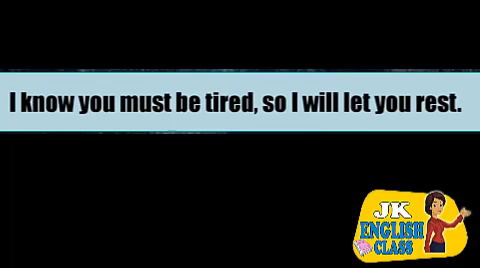 I know you must be tired, so I will let you rest.
JK
ENGLISH
CLASS